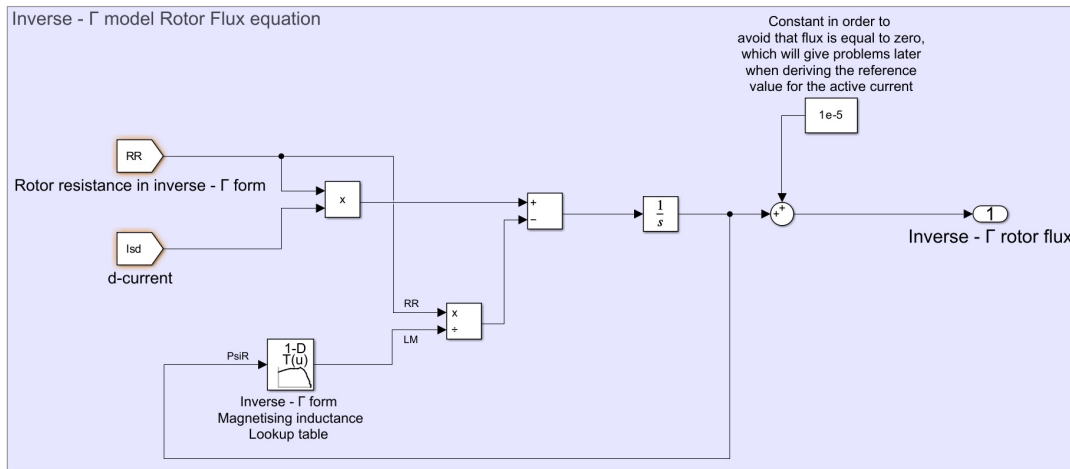 Inverse - Γ model Rotor Flux equation
Constant in order to
avoid that flux is equal to zero,
which will give problems later
when deriving the reference
value for the active current
1e-5
RR
Rotor resistance in inverse - Γ form
x
+
−
1
s
+
+
1
Inverse - Γ rotor flux
Isd
d-current
RR
x
÷
LM
PsiR
1-D
T(u)
Inverse - Γ form
Magnetising inductance
Lookup table